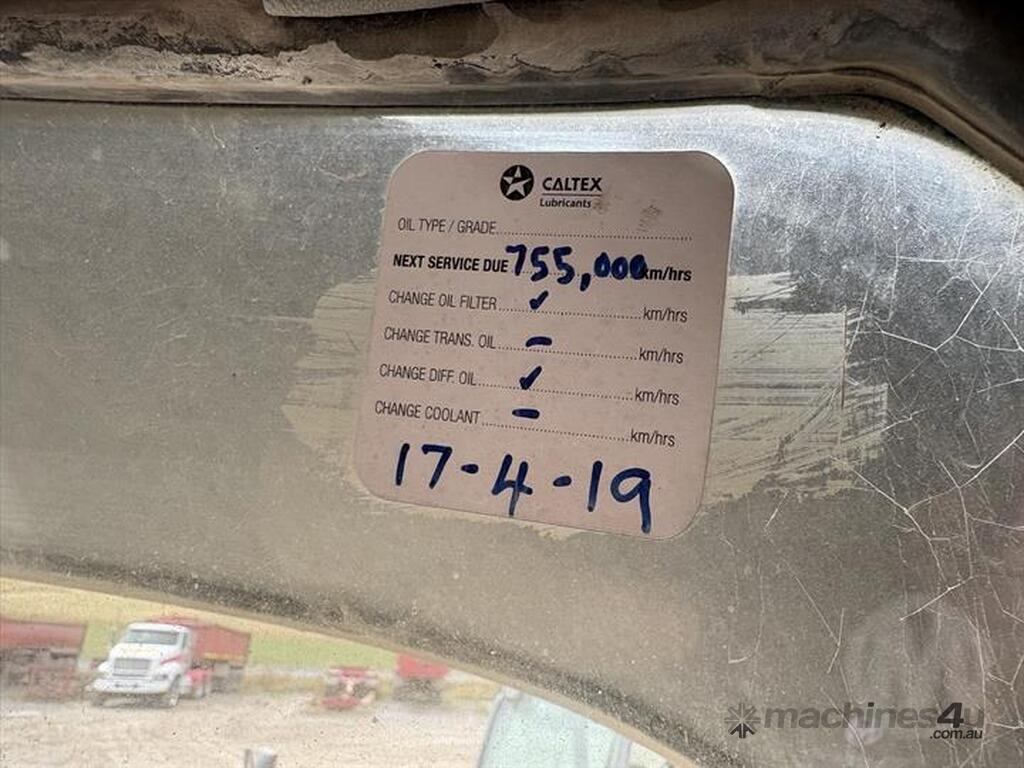 CALTEX
Lubricants
OIL TYPE / GRADE
NEXT SERVICE DUE 755,000 km/hrs
CHANGE OIL FILTER ✓ km/hrs
CHANGE TRANS. OIL - km/hrs
CHANGE DIFF. OIL ✓ km/hrs
CHANGE COOLANT - km/hrs
17-4-19
machines4u
.com.au